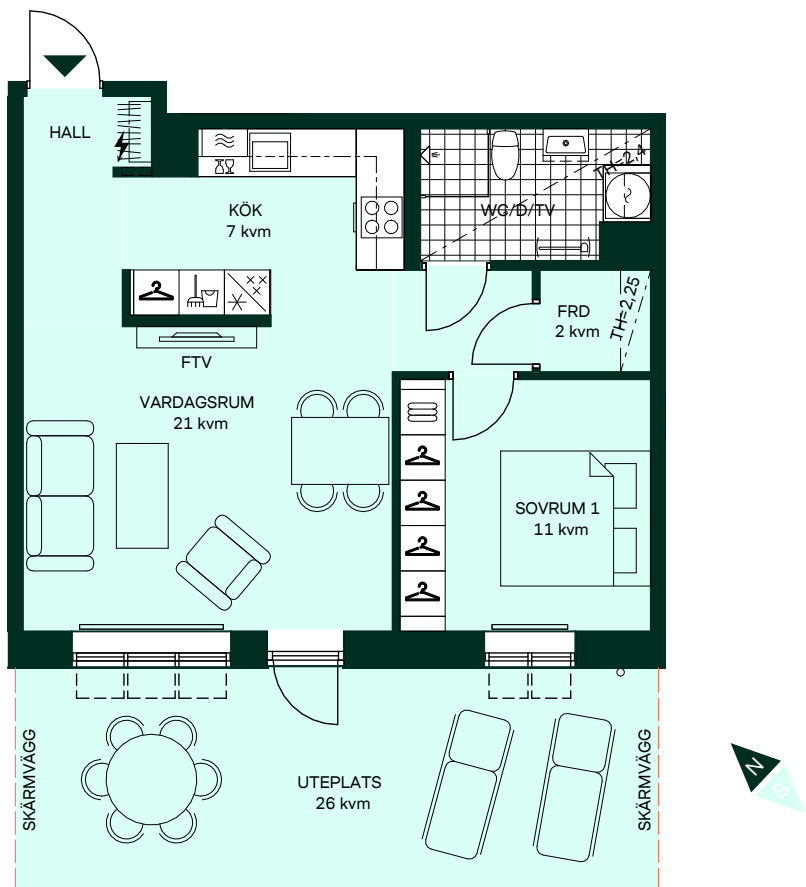 HALL
KÖK
7 kvm
WC/D/TV
TH=2,4
FRD
2 kvm
TH=2,25
FTV
VARDAGSRUM
21 kvm
SOVRUM 1
11 kvm
SKÄRMVÄGG
UTEPLATS
26 kvm
SKÄRMVÄGG
N
S